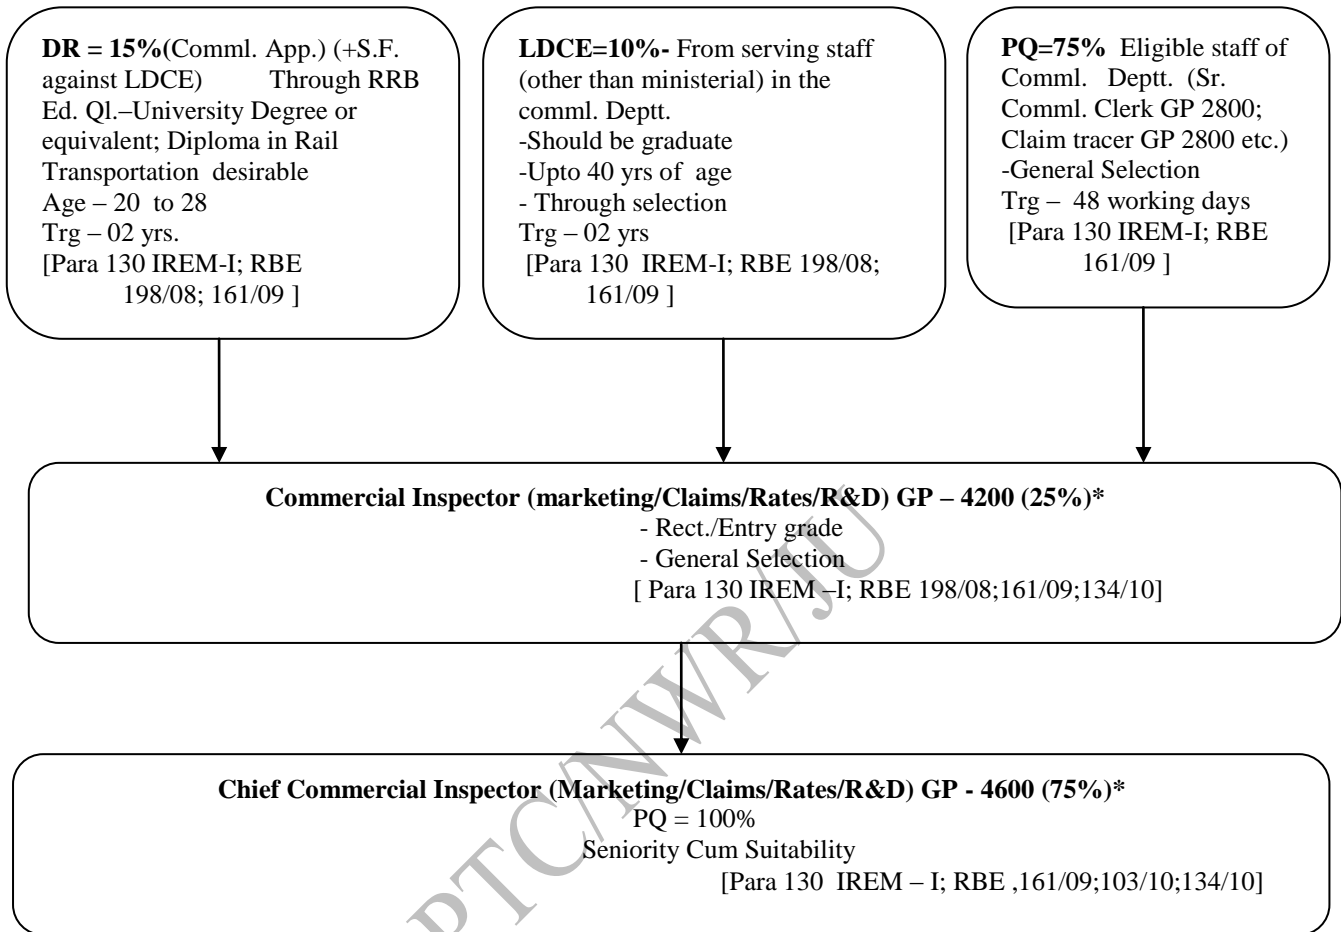 DR = 15%(Comml. App.) (+S.F.
against LDCE) Through RRB
Ed. Ql.–University Degree or
equivalent; Diploma in Rail
Transportation desirable
Age – 20 to 28
Trg – 02 yrs.
[Para 130 IREM-I; RBE
198/08; 161/09 ]
LDCE=10%- From serving staff
(other than ministerial) in the
comml. Deptt.
-Should be graduate
-Upto 40 yrs of age
- Through selection
Trg – 02 yrs
[Para 130 IREM-I; RBE 198/08;
161/09 ]
PQ=75% Eligible staff of
Comml. Deptt. (Sr.
Comml. Clerk GP 2800;
Claim tracer GP 2800 etc.)
-General Selection
Trg – 48 working days
[Para 130 IREM-I; RBE
161/09 ]
Commercial Inspector (marketing/Claims/Rates/R&D) GP – 4200 (25%)*
- Rect./Entry grade
- General Selection
[ Para 130 IREM –I; RBE 198/08;161/09;134/10]
Chief Commercial Inspector (Marketing/Claims/Rates/R&D) GP - 4600 (75%)*
PQ = 100%
Seniority Cum Suitability
[Para 130 IREM – I; RBE ,161/09;103/10;134/10]
PTC/NWR/JU